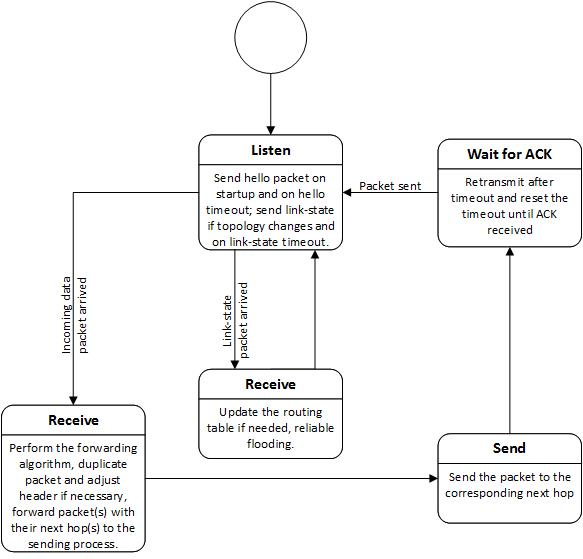 Listen
Send hello packet on
startup and on hello
timeout; send link-state
if topology changes and
on link-state timeout.
Wait for ACK
Retransmit after
timeout and reset the
timeout until ACK
received
Packet sent
Incoming data
packet arrived
Link-state
packet arrived
Receive
Update the routing
table if needed, reliable
flooding.
Receive
Perform the forwarding
algorithm, duplicate
packet and adjust
header if necessary,
forward packet(s) with
their next hop(s) to the
sending process.
Send
Send the packet to the
corresponding next hop